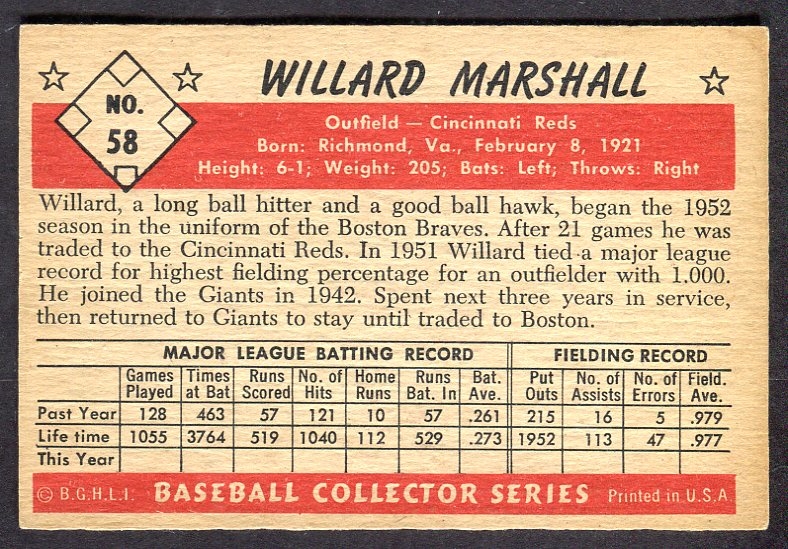 WILLARD MARSHALL
NO.
58
Outfield — Cincinnati Reds
Born: Richmond, Va., February 8, 1921
Height: 6-1; Weight: 205; Bats: Left; Throws: Right
Willard, a long ball hitter and a good ball hawk, began the 1952
season in the uniform of the Boston Braves. After 21 games he was
traded to the Cincinnati Reds. In 1951 Willard tied a major league
record for highest fielding percentage for an outfielder with 1.000.
He joined the Giants in 1942. Spent next three years in service,
then returned to Giants to stay until traded to Boston.
MAJOR LEAGUE BATTING RECORD FIELDING RECORD
Games Times Runs No. of Home Runs Bat. Put No. of No. of Field.
Played at Bat Scored Hits Runs Bat. In Ave. Outs Assists Errors Ave.
Past Year 128 463 57 121 10 57 .261 215 16 5 .979
Life time 1055 3764 519 1040 112 529 .273 1952 113 47 .977
This Year
© B.G.H.L.I. BASEBALL COLLECTOR SERIES Printed in U.S.A.